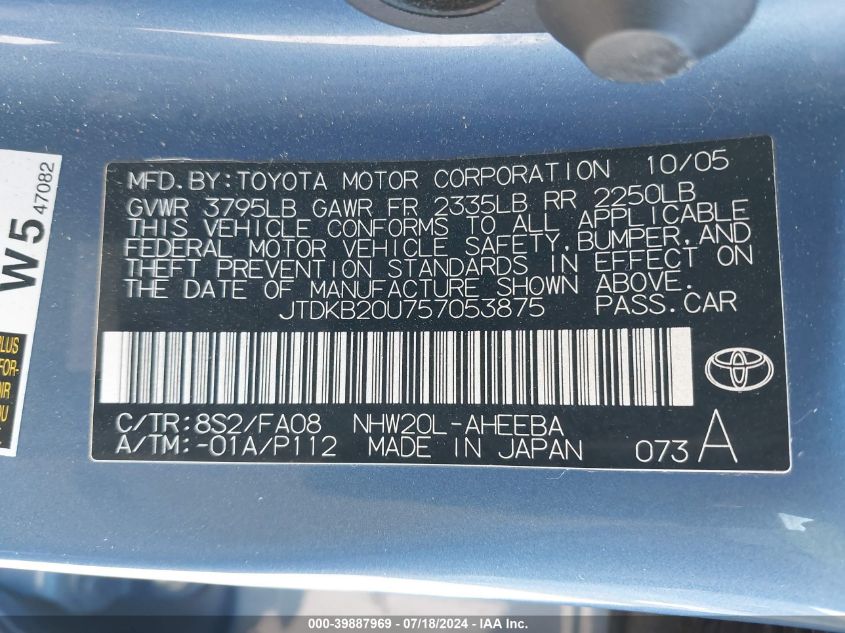 MFD.BY:TOYOTA MOTOR CORPORATION 10/05
GVWR 3795LB GAWR FR 2335LB RR 2250LB
THIS VEHICLE CONFORMS TO ALL APPLICABLE
FEDERAL MOTOR VEHICLE SAFETY,BUMPER,AND
THEFT PREVENTION STANDARDS IN EFFECT ON
THE DATE OF MANUFACTURE SHOWN ABOVE.
JTDKB20U757053875 PASS.CAR
C/TR:8S2/FA08 NHW20L-AHEEBA
A/TM:-01A/P112 MADE IN JAPAN 073 A
W5
47082
PLUS
FOR-
000-39887969 - 07/18/2024 - IAA Inc.